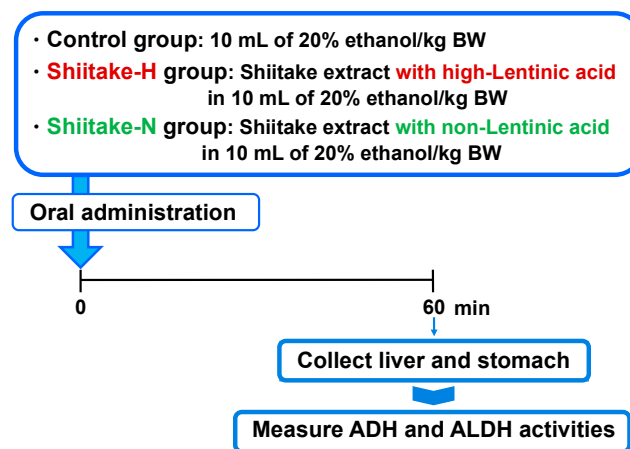 · Control group: 10 mL of 20% ethanol/kg BW
· Shiitake-H group: Shiitake extract with high-Lentinic acid
in 10 mL of 20% ethanol/kg BW
· Shiitake-N group: Shiitake extract with non-Lentinic acid
in 10 mL of 20% ethanol/kg BW
Oral administration
0 60 min
Collect liver and stomach
Measure ADH and ALDH activities